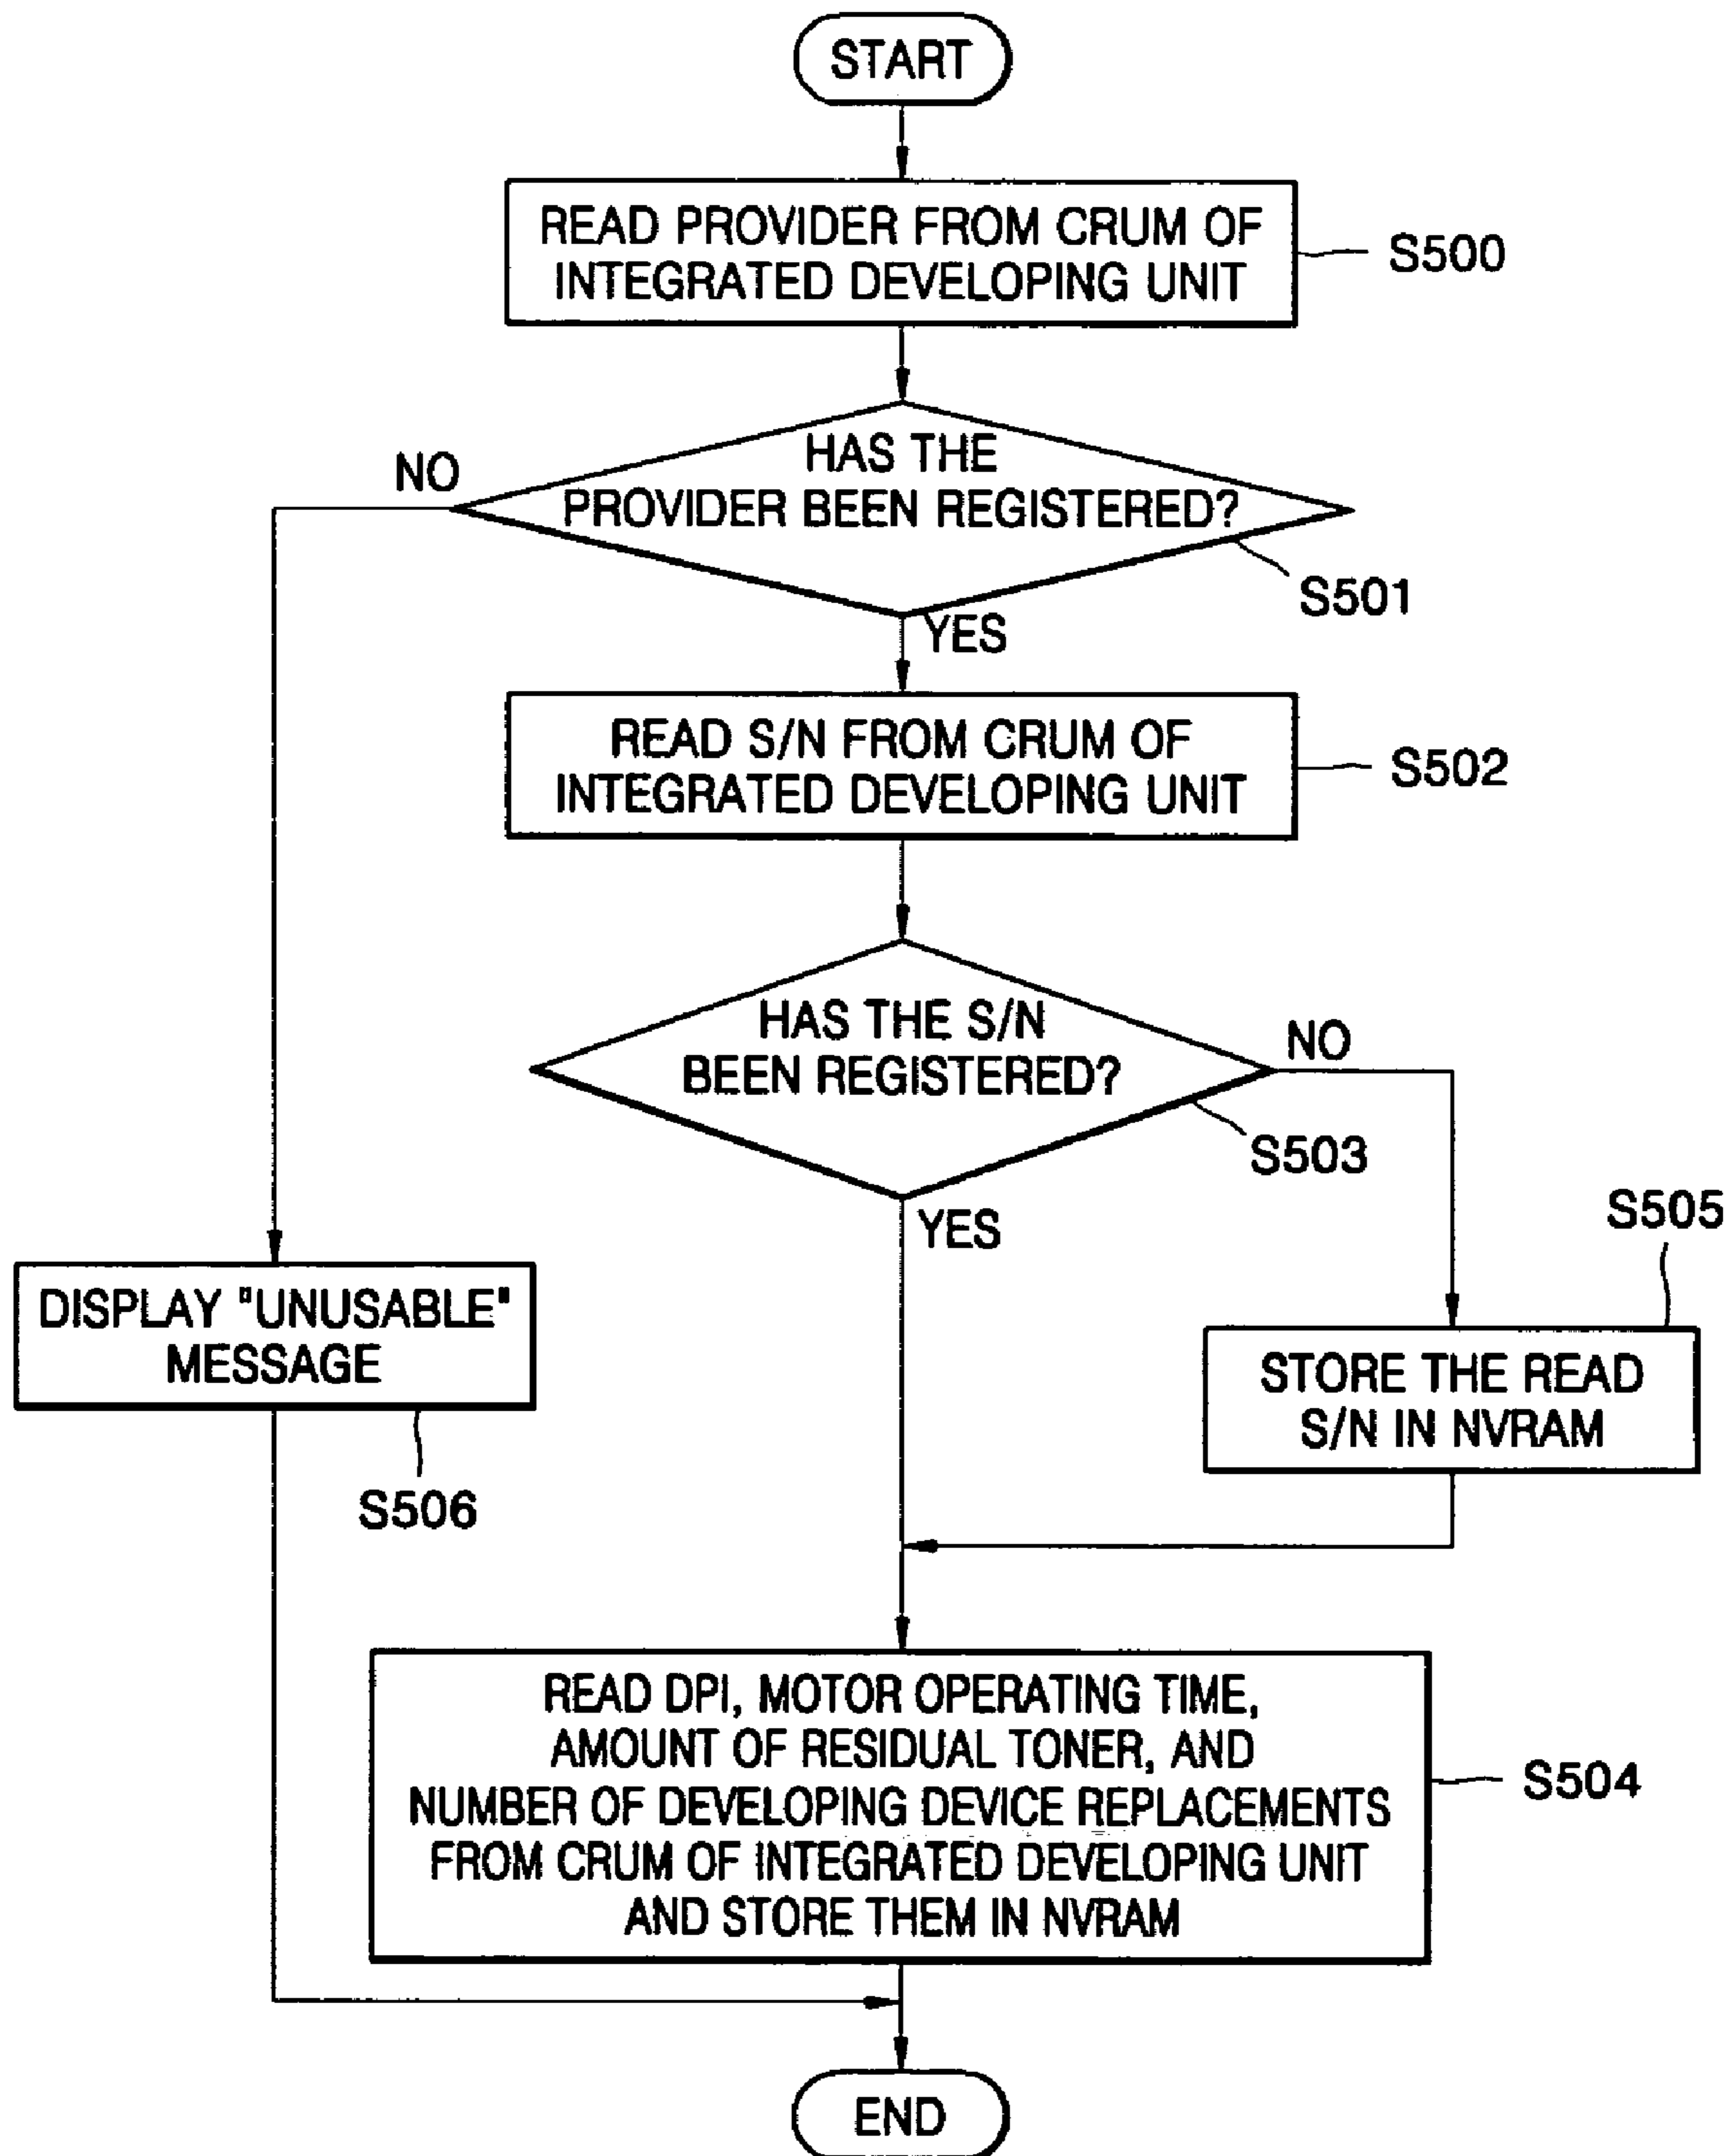 START
READ PROVIDER FROM CRUM OF
INTEGRATED DEVELOPING UNIT
S500
HAS THE
PROVIDER BEEN REGISTERED?
NO
S501
YES
READ S/N FROM CRUM OF
INTEGRATED DEVELOPING UNIT
S502
HAS THE S/N
BEEN REGISTERED?
NO
S503
YES
S505
DISPLAY "UNUSABLE"
MESSAGE
S506
STORE THE READ
S/N IN NVRAM
READ DPI, MOTOR OPERATING TIME,
AMOUNT OF RESIDUAL TONER, AND
NUMBER OF DEVELOPING DEVICE REPLACEMENTS
FROM CRUM OF INTEGRATED DEVELOPING UNIT
AND STORE THEM IN NVRAM
S504
END